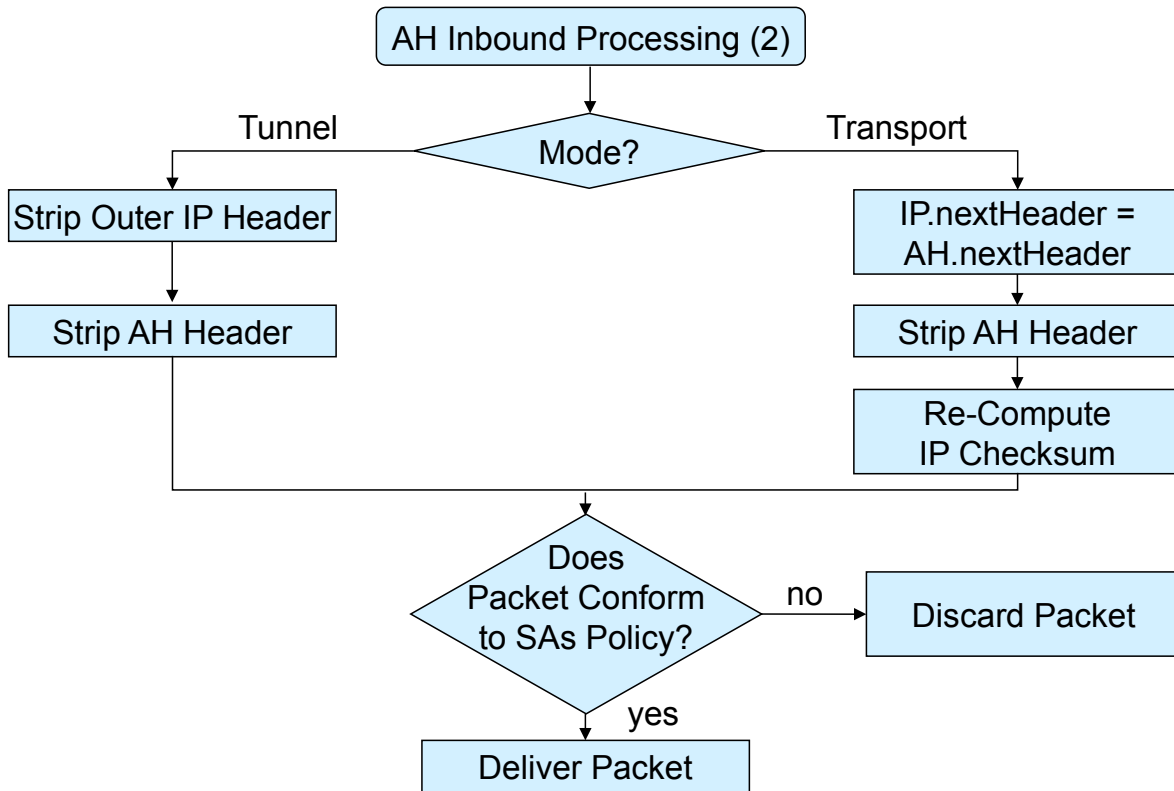 AH Inbound Processing (2)
Tunnel
Transport
Mode?
Strip Outer IP Header
IP.nextHeader =
AH.nextHeader
Strip AH Header
Strip AH Header
Re-Compute
IP Checksum
Does
Packet Conform
to SAs Policy?
no
Discard Packet
yes
Deliver Packet